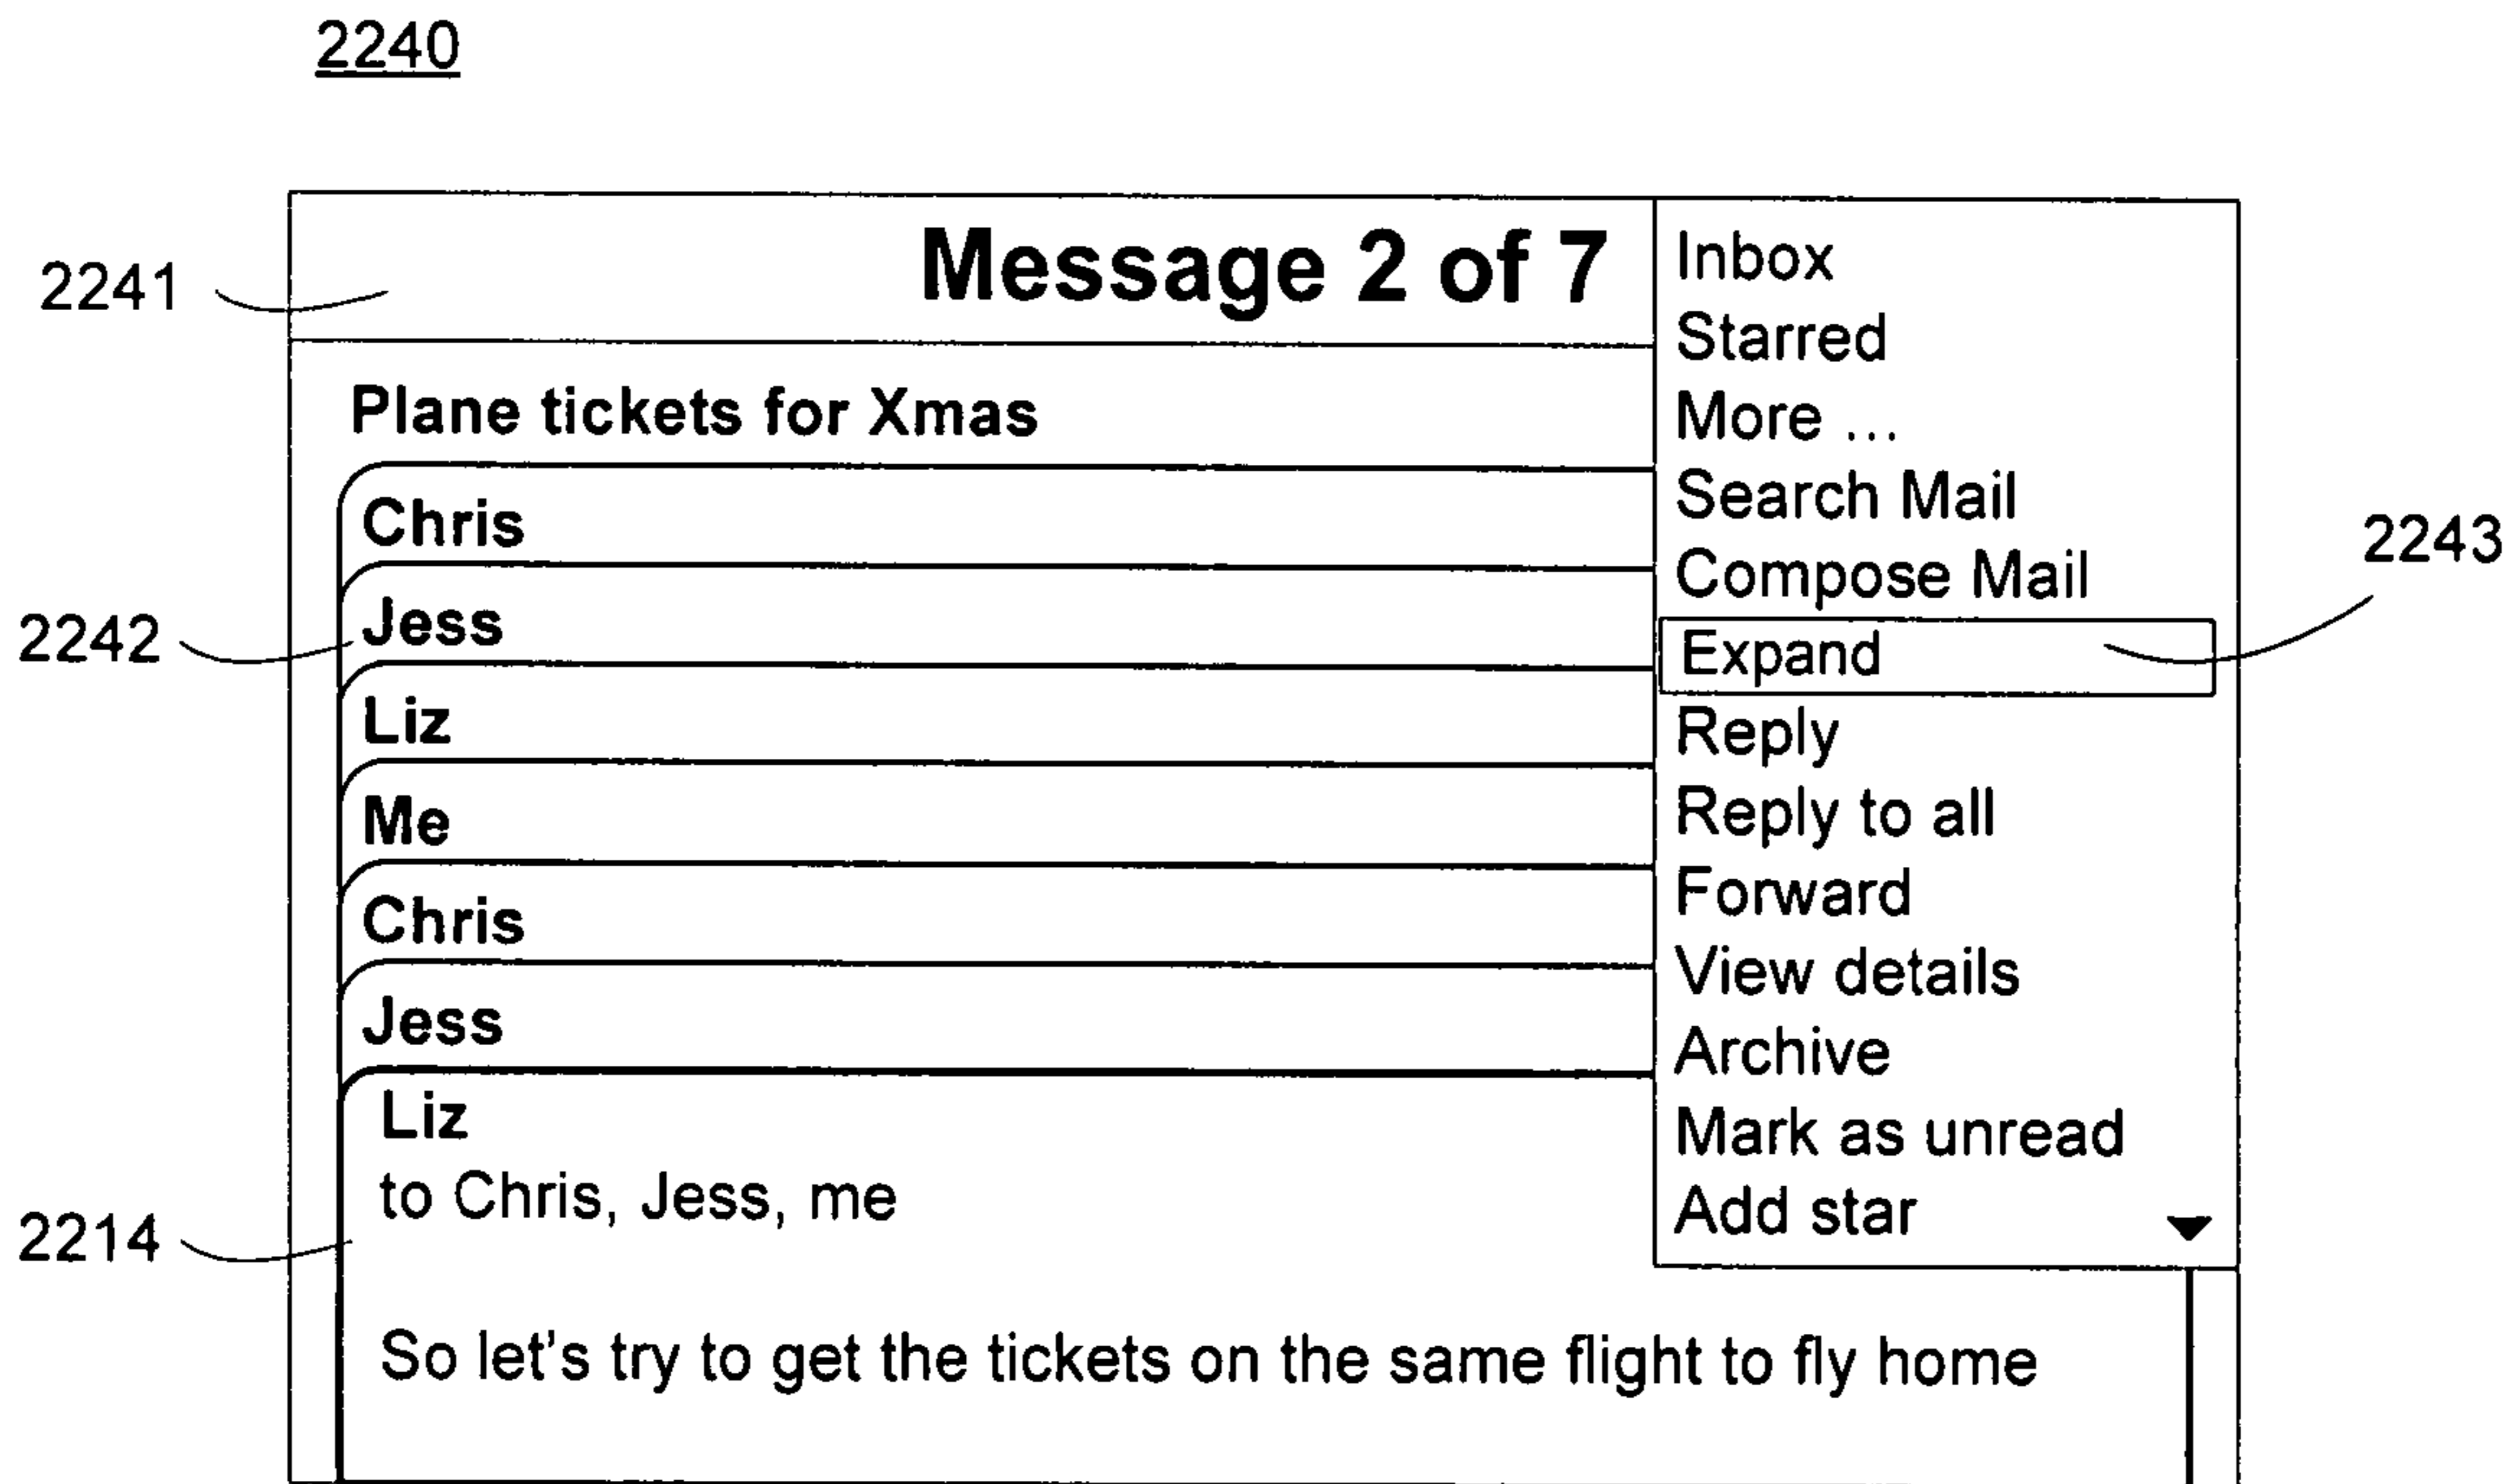 2240
2241
Message 2 of 7
Plane tickets for Xmas
Chris
2242
Jess
Liz
Me
Chris
Jess
Liz
to Chris, Jess, me
2214
So let's try to get the tickets on the same flight to fly home
Inbox
Starred
More ...
Search Mail
Compose Mail
2243
Expand
Reply
Reply to all
Forward
View details
Archive
Mark as unread
Add star